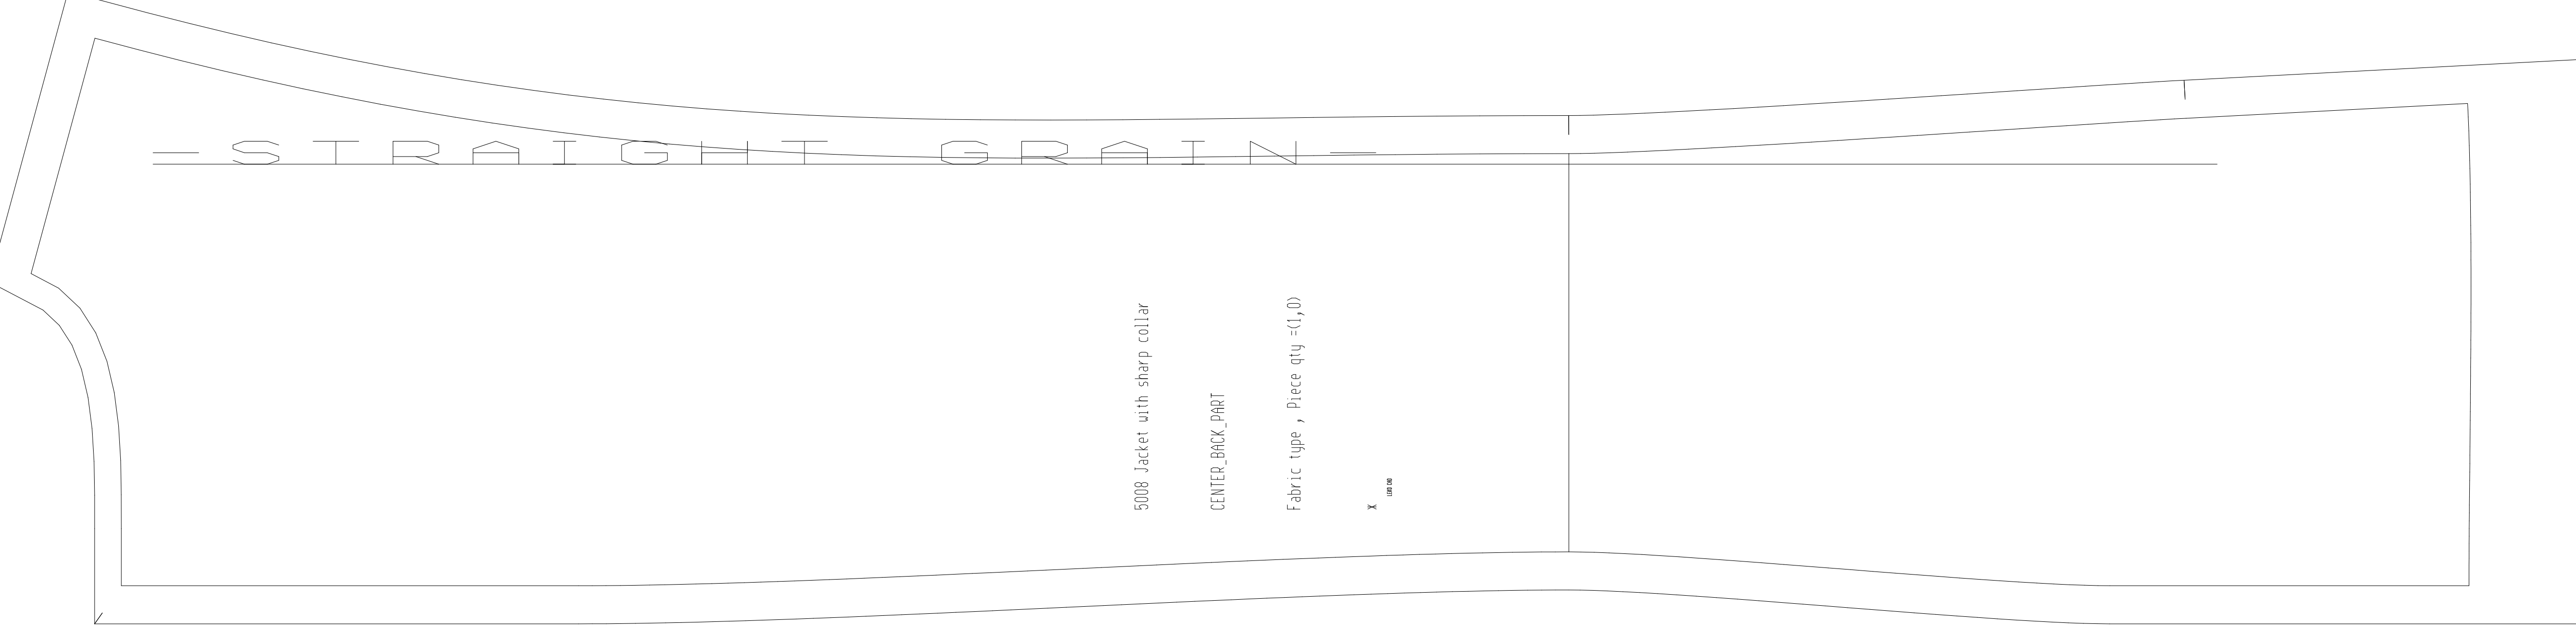 - STRAIGHT GRAIN -
5008 Jacket with sharp collar
CENTER_BACK_PART
Fabric type , Piece qty =(1,0)
X